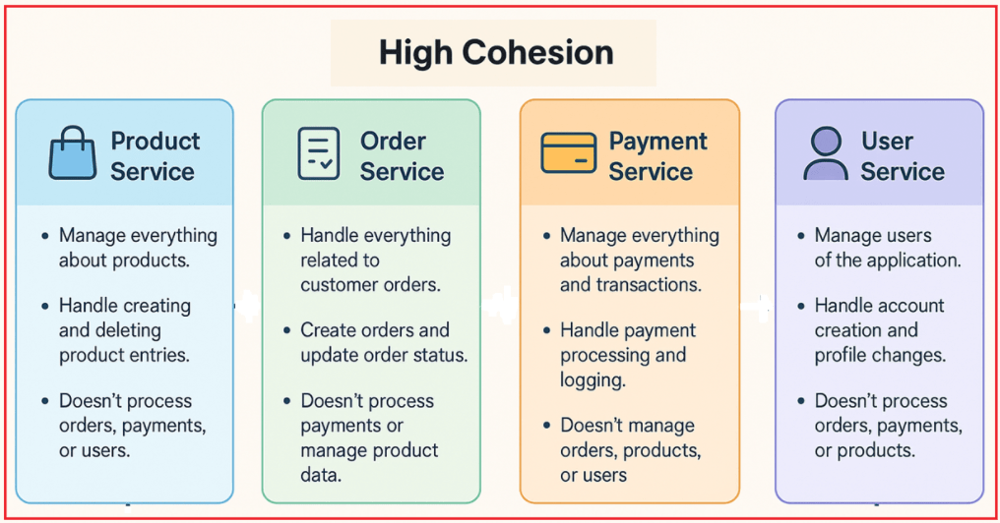 High Cohesion
Product
Service
• Manage everything
about products.
• Handle creating
and deleting
product entries.
• Doesn't process
orders, payments,
or users.
Order
Service
• Handle everything
related to
customer orders.
• Create orders and
update order status.
• Doesn't process
payments or
manage product
data.
Payment
Service
• Manage everything
about payments
and transactions.
• Handle payment
processing and
logging.
• Doesn't manage
orders, products,
or users
User
Service
• Manage users
of the application.
• Handle account
creation and
profile changes.
• Doesn't process
orders, payments,
or products.